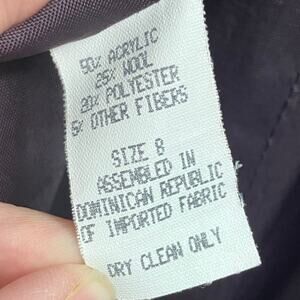 50% ACRYLIC
25% WOOL
20% POLYESTER
5% OTHER FIBERS
SIZE 8
ASSEMBLED IN
DOMINICAN REPUBLIC
OF IMPORTED FABRIC
DRY CLEAN ONLY